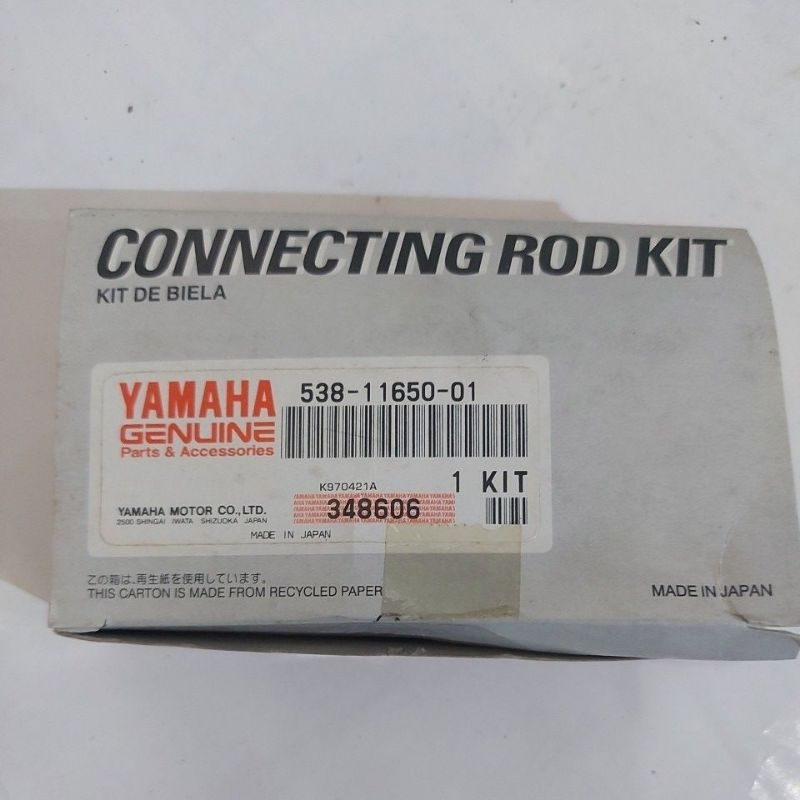 CONNECTING ROD KIT
KIT DE BIELA
YAMAHA
GENUINE
Parts & Accessories
538-11650-01
K970421A
1 KIT
348606
YAMAHA MOTOR CO., LTD.
2500 SHINGAI IWATA SHIZUOKA JAPAN
MADE IN JAPAN
この箱は、再生紙を使用しています。
THIS CARTON IS MADE FROM RECYCLED PAPER
MADE IN JAPAN